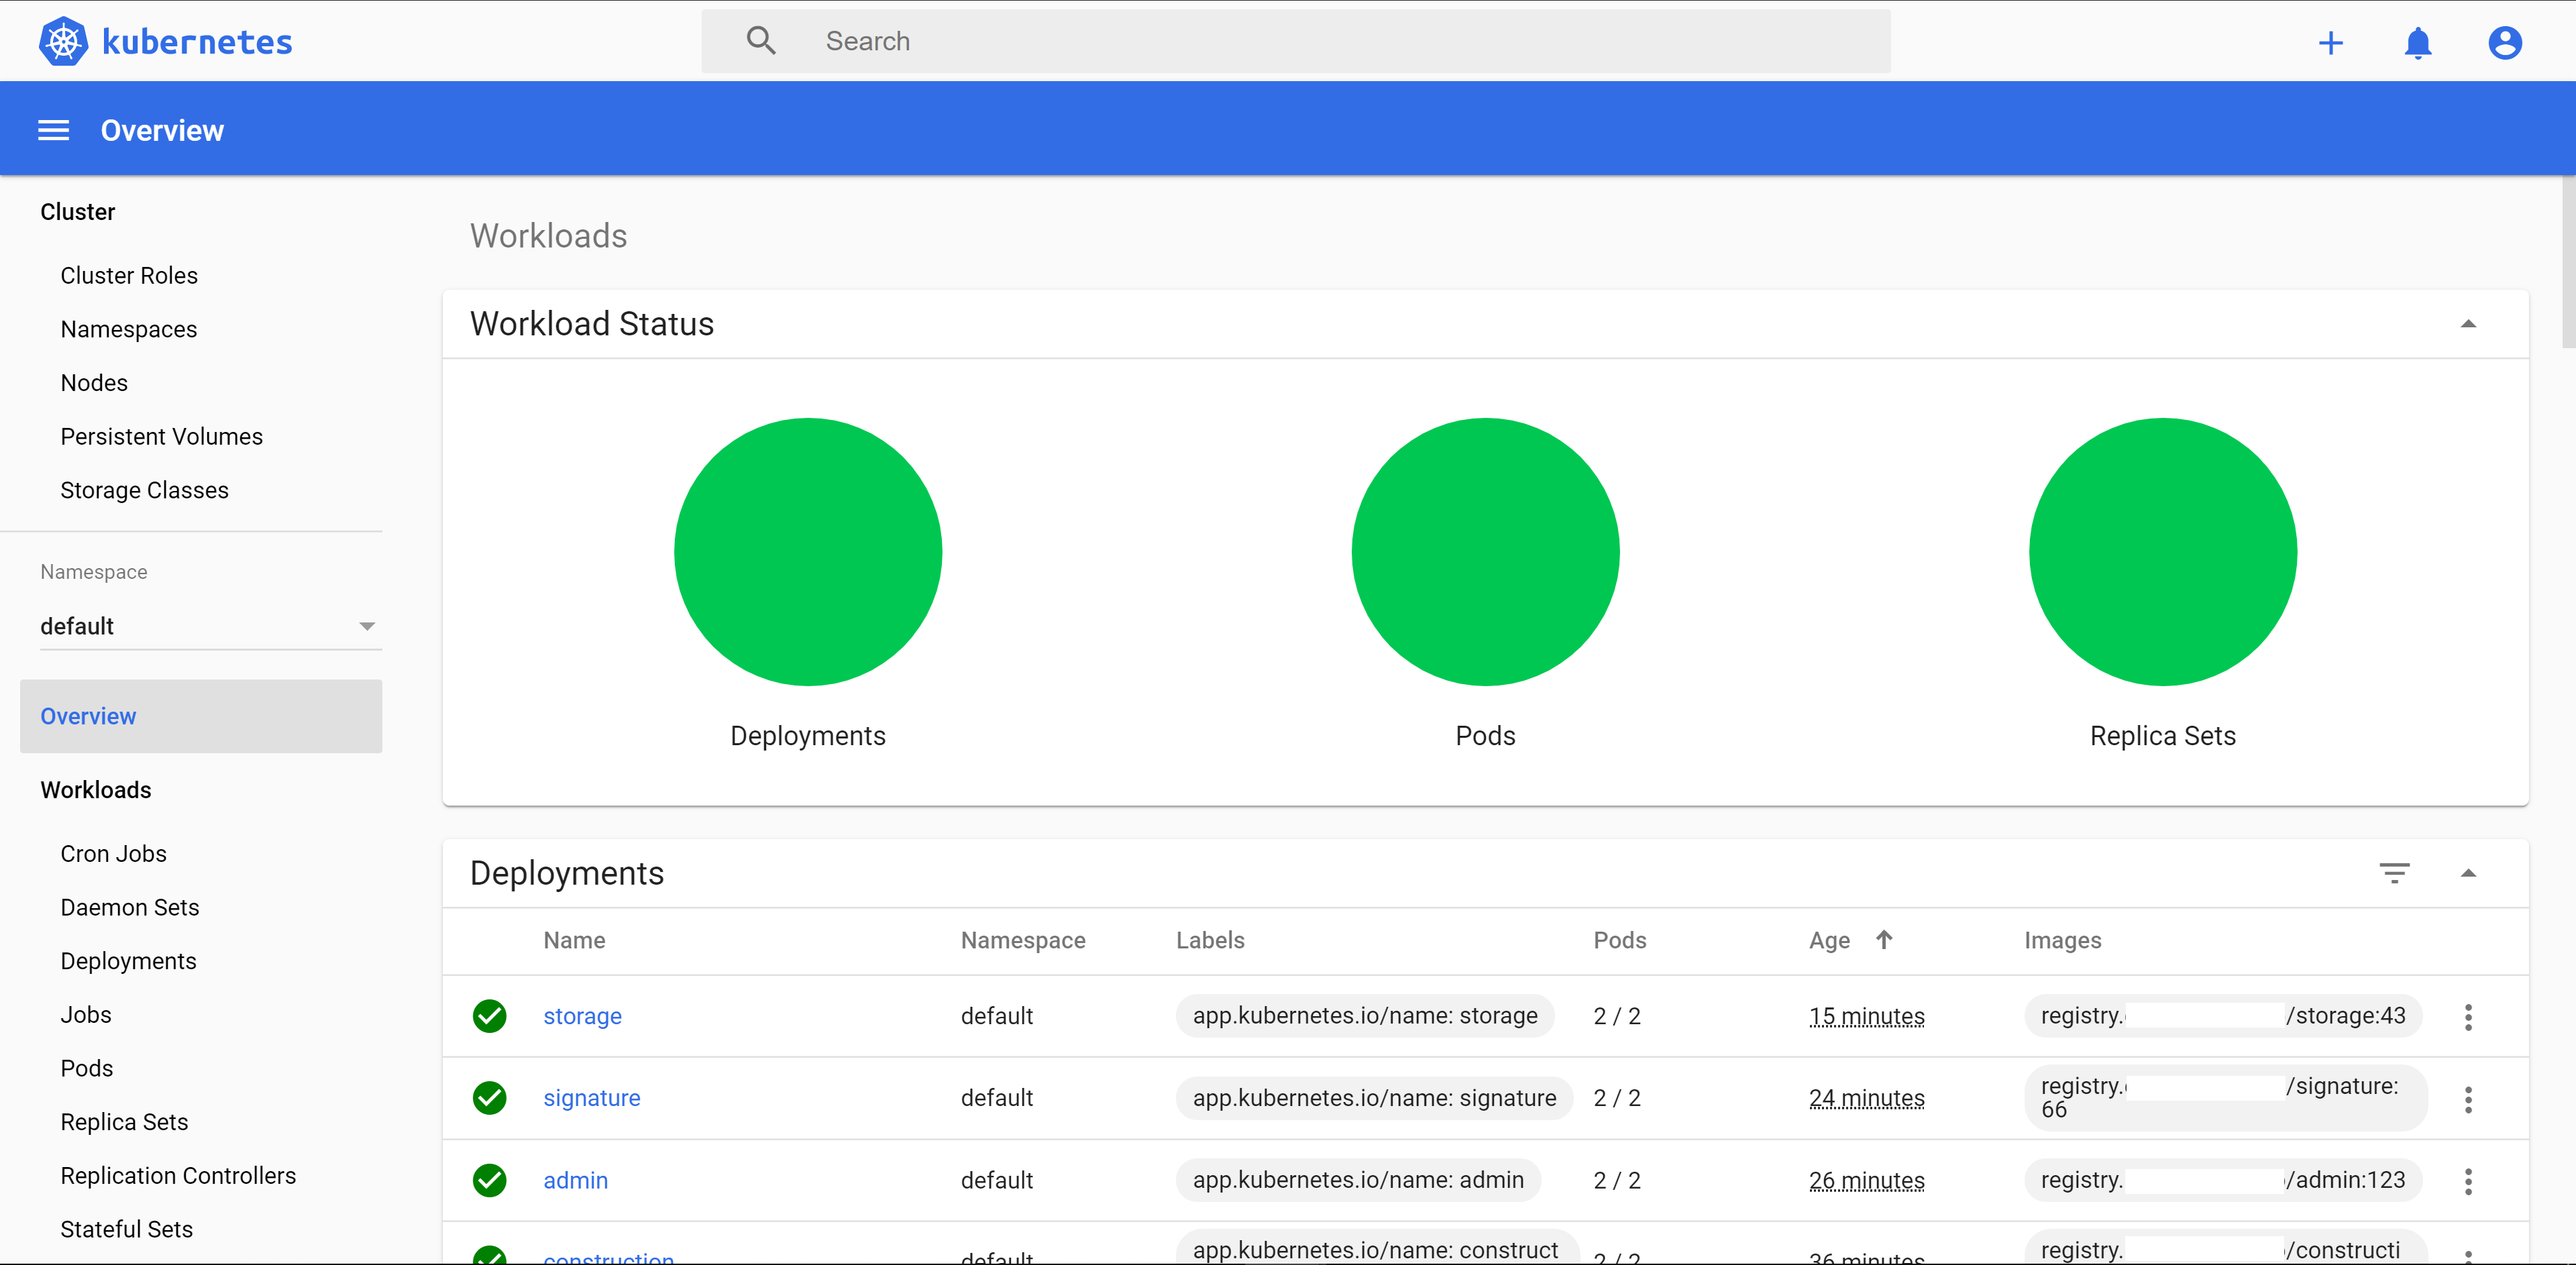 kubernetes
Search
Overview
Cluster
Cluster Roles
Namespaces
Nodes
Persistent Volumes
Storage Classes
Namespace
default
Overview
Workloads
Cron Jobs
Daemon Sets
Deployments
Jobs
Pods
Replica Sets
Replication Controllers
Stateful Sets
Workloads
Workload Status
Deployments Pods Replica Sets
Deployments
Name Namespace Labels Pods Age Images
storage default app.kubernetes.io/name: storage 2 / 2 15 minutes registry. /storage:43
signature default app.kubernetes.io/name: signature 2 / 2 24 minutes registry. /signature:
66
admin default app.kubernetes.io/name: admin 2 / 2 26 minutes registry. /admin:123
construction default app.kubernetes.io/name: construct 2 / 2 36 minutes registry. /constructi